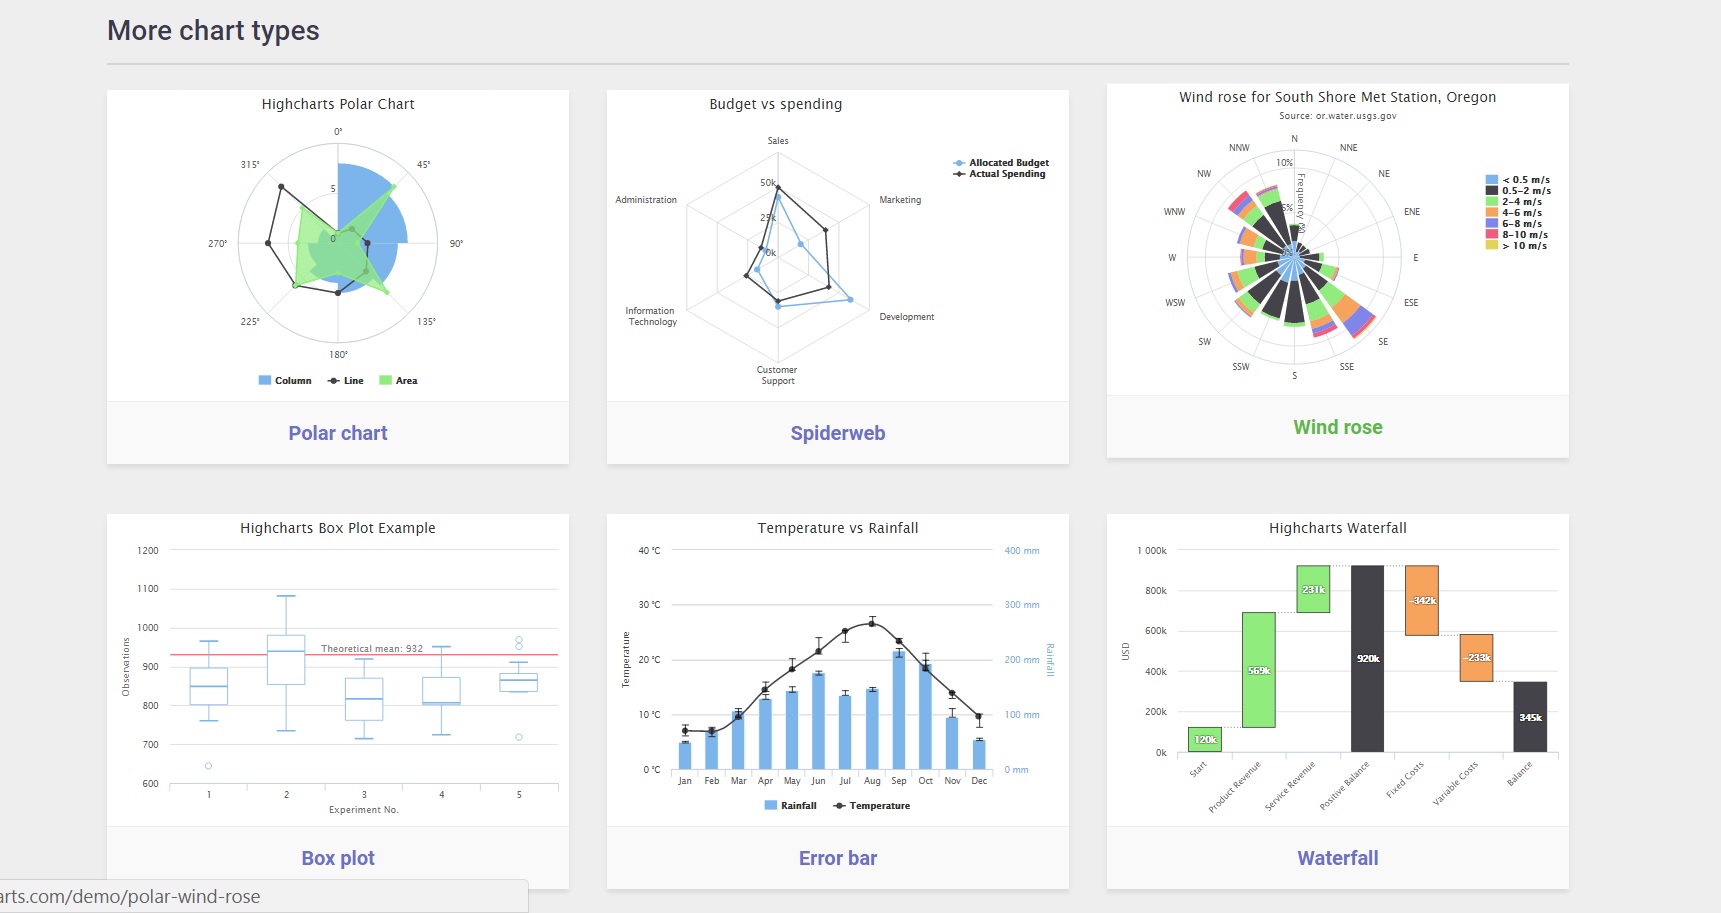 More chart types
Highcharts Polar Chart
0°
45°
90°
135°
180°
225°
270°
315°
5
0
Column Line Area
Polar chart
Budget vs spending
Sales
Marketing
Development
Customer
Support
Information
Technology
Administration
50k
25k
0k
Allocated Budget
Actual Spending
Spiderweb
Wind rose for South Shore Met Station, Oregon
Source: or.water.usgs.gov
N
NNE
NE
ENE
E
ESE
SE
SSE
S
SSW
SW
WSW
W
WNW
NW
NNW
10%
5%
Frequency (%)
< 0.5 m/s
0.5–2 m/s
2–4 m/s
4–6 m/s
6–8 m/s
8–10 m/s
> 10 m/s
Wind rose
Highcharts Box Plot Example
1200
1100
1000
900
800
700
600
Observations
Theoretical mean: 932
1 2 3 4 5
Experiment No.
Box plot
Temperature vs Rainfall
40 °C
30 °C
20 °C
10 °C
0 °C
Temperature
400 mm
300 mm
200 mm
100 mm
0 mm
Rainfall
Jan Feb Mar Apr May Jun Jul Aug Sep Oct Nov Dec
Rainfall Temperature
Error bar
Highcharts Waterfall
1 000k
800k
600k
400k
200k
0k
USD
120k
569k
231k
920k
-342k
-233k
345k
Start
Product Revenue
Service Revenue
Positive Balance
Fixed Costs
Variable Costs
Balance
Waterfall
arts.com/demo/polar-wind-rose